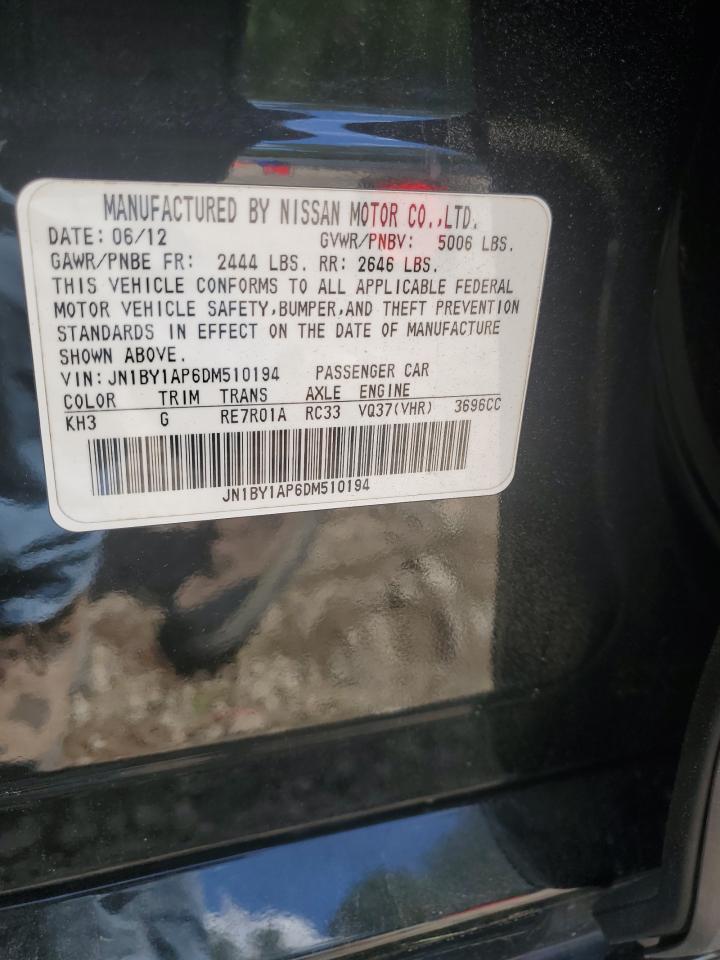 MANUFACTURED BY NISSAN MOTOR CO.,LTD.
DATE: 06/12 GVWR/PNBV: 5006 LBS.
GAWR/PNBE FR: 2444 LBS. RR: 2646 LBS.
THIS VEHICLE CONFORMS TO ALL APPLICABLE FEDERAL
MOTOR VEHICLE SAFETY,BUMPER,AND THEFT PREVENTION
STANDARDS IN EFFECT ON THE DATE OF MANUFACTURE
SHOWN ABOVE.
VIN: JN1BY1AP6DM510194 PASSENGER CAR
COLOR TRIM TRANS AXLE ENGINE
KH3 G RE7R01A RC33 VQ37(VHR) 3696CC
JN1BY1AP6DM510194